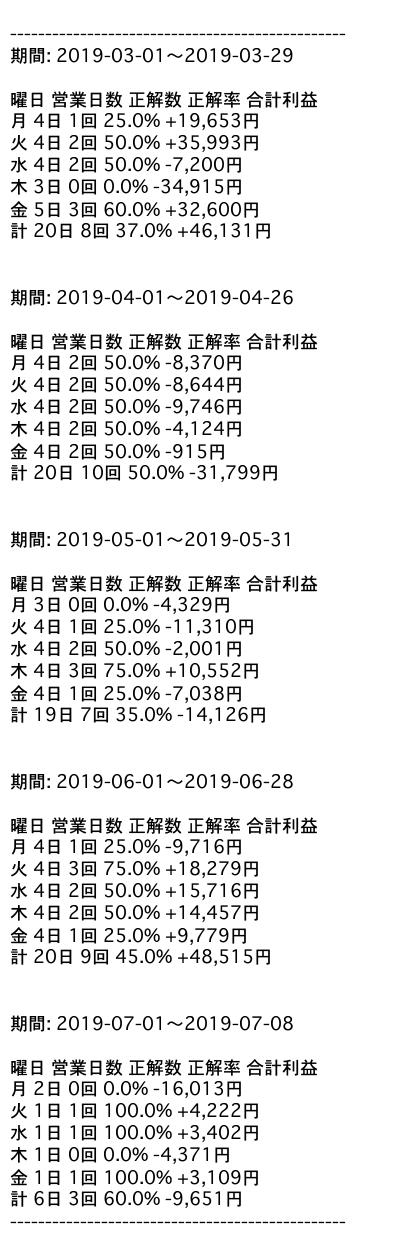 ------------------------------------------------
期間: 2019-03-01～2019-03-29
曜日 営業日数 正解数 正解率 合計利益
月 4日 1回 25.0% +19,653円
火 4日 2回 50.0% +35,993円
水 4日 2回 50.0% -7,200円
木 3日 0回 0.0% -34,915円
金 5日 3回 60.0% +32,600円
計 20日 8回 37.0% +46,131円
期間: 2019-04-01～2019-04-26
曜日 営業日数 正解数 正解率 合計利益
月 4日 2回 50.0% -8,370円
火 4日 2回 50.0% -8,644円
水 4日 2回 50.0% -9,746円
木 4日 2回 50.0% -4,124円
金 4日 2回 50.0% -915円
計 20日 10回 50.0% -31,799円
期間: 2019-05-01～2019-05-31
曜日 営業日数 正解数 正解率 合計利益
月 3日 0回 0.0% -4,329円
火 4日 1回 25.0% -11,310円
水 4日 2回 50.0% -2,001円
木 4日 3回 75.0% +10,552円
金 4日 1回 25.0% -7,038円
計 19日 7回 35.0% -14,126円
期間: 2019-06-01～2019-06-28
曜日 営業日数 正解数 正解率 合計利益
月 4日 1回 25.0% -9,716円
火 4日 3回 75.0% +18,279円
水 4日 2回 50.0% +15,716円
木 4日 2回 50.0% +14,457円
金 4日 1回 25.0% +9,779円
計 20日 9回 45.0% +48,515円
期間: 2019-07-01～2019-07-08
曜日 営業日数 正解数 正解率 合計利益
月 2日 0回 0.0% -16,013円
火 1日 1回 100.0% +4,222円
水 1日 1回 100.0% +3,402円
木 1日 0回 0.0% -4,371円
金 1日 1回 100.0% +3,109円
計 6日 3回 60.0% -9,651円
------------------------------------------------